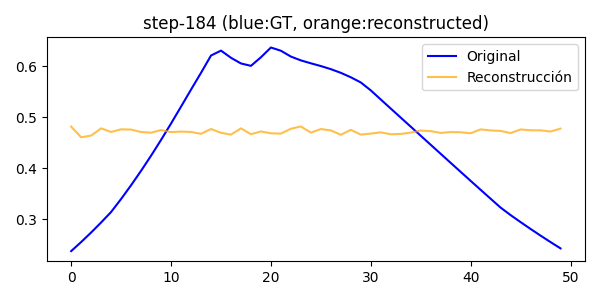 step-184 (blue:GT, orange:reconstructed)
Original
Reconstrucción
0.6
0.5
0.4
0.3
0 10 20 30 40 50